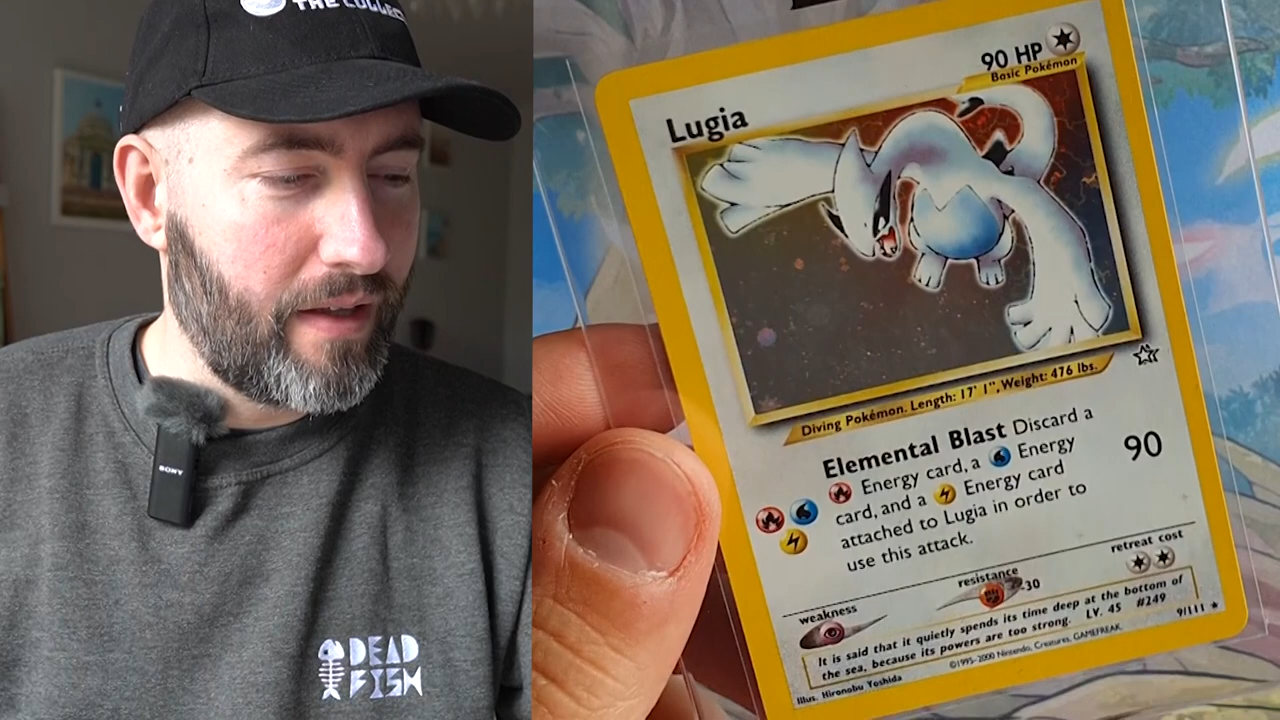 THE COLLECT
SONY
DEAD
FISH
90 HP
Basic Pokémon
Lugia
Diving Pokémon. Length: 17' 1", Weight: 476 lbs.
Elemental Blast Discard a
Energy card, a Energy
card, and a Energy card
attached to Lugia in order to
use this attack.
90
weakness
resistance
-30
retreat cost
It is said that it quietly spends its time deep at the bottom of
the sea, because its powers are too strong. LV. 45 #249
Illus. Hironobu Yoshida
©1995-2000 Nintendo, Creatures, GAMEFREAK.
9/111 ★